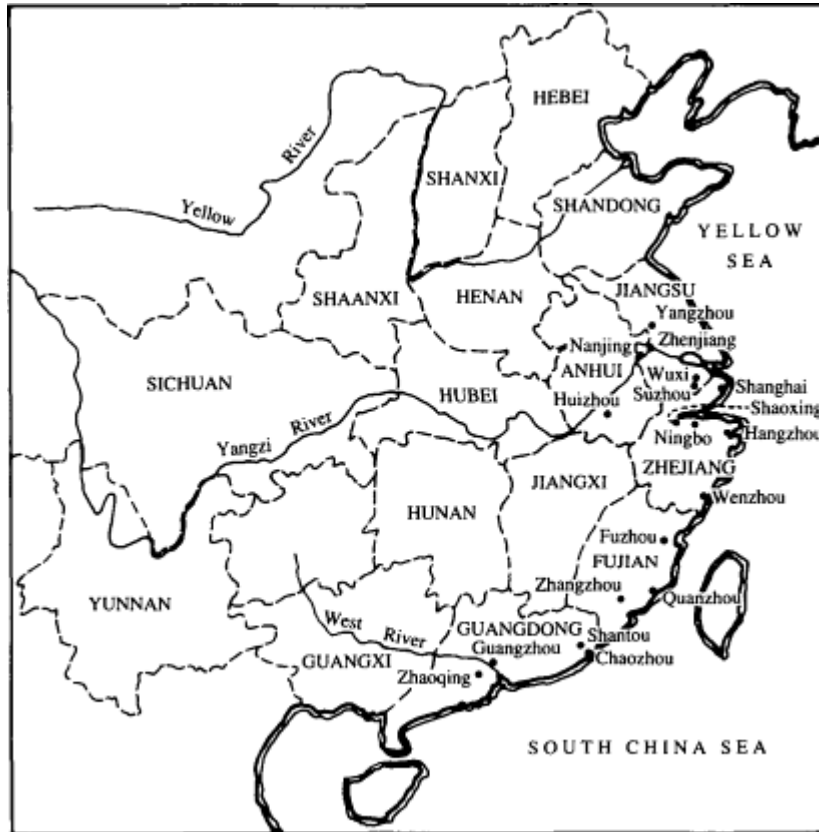 HEBEI
River
Yellow
SHANXI
SHANDONG
YELLOW
SEA
SHAANXI
HENAN
JIANGSU
Yangzhou
Zhenjiang
Nanjing
ANHUI
SICHUAN
HUBEI
Wuxi
Suzhou
Shanghai
Shaoxing
Huizhou
Ningbo
Hangzhou
Yangzi
River
ZHEJIANG
JIANGXI
Wenzhou
HUNAN
Fuzhou
FUJIAN
Zhangzhou
Quanzhou
YUNNAN
West
River
GUANGDONG
Shantou
Guangzhou
Chaozhou
GUANGXI
Zhaoqing
SOUTH CHINA SEA